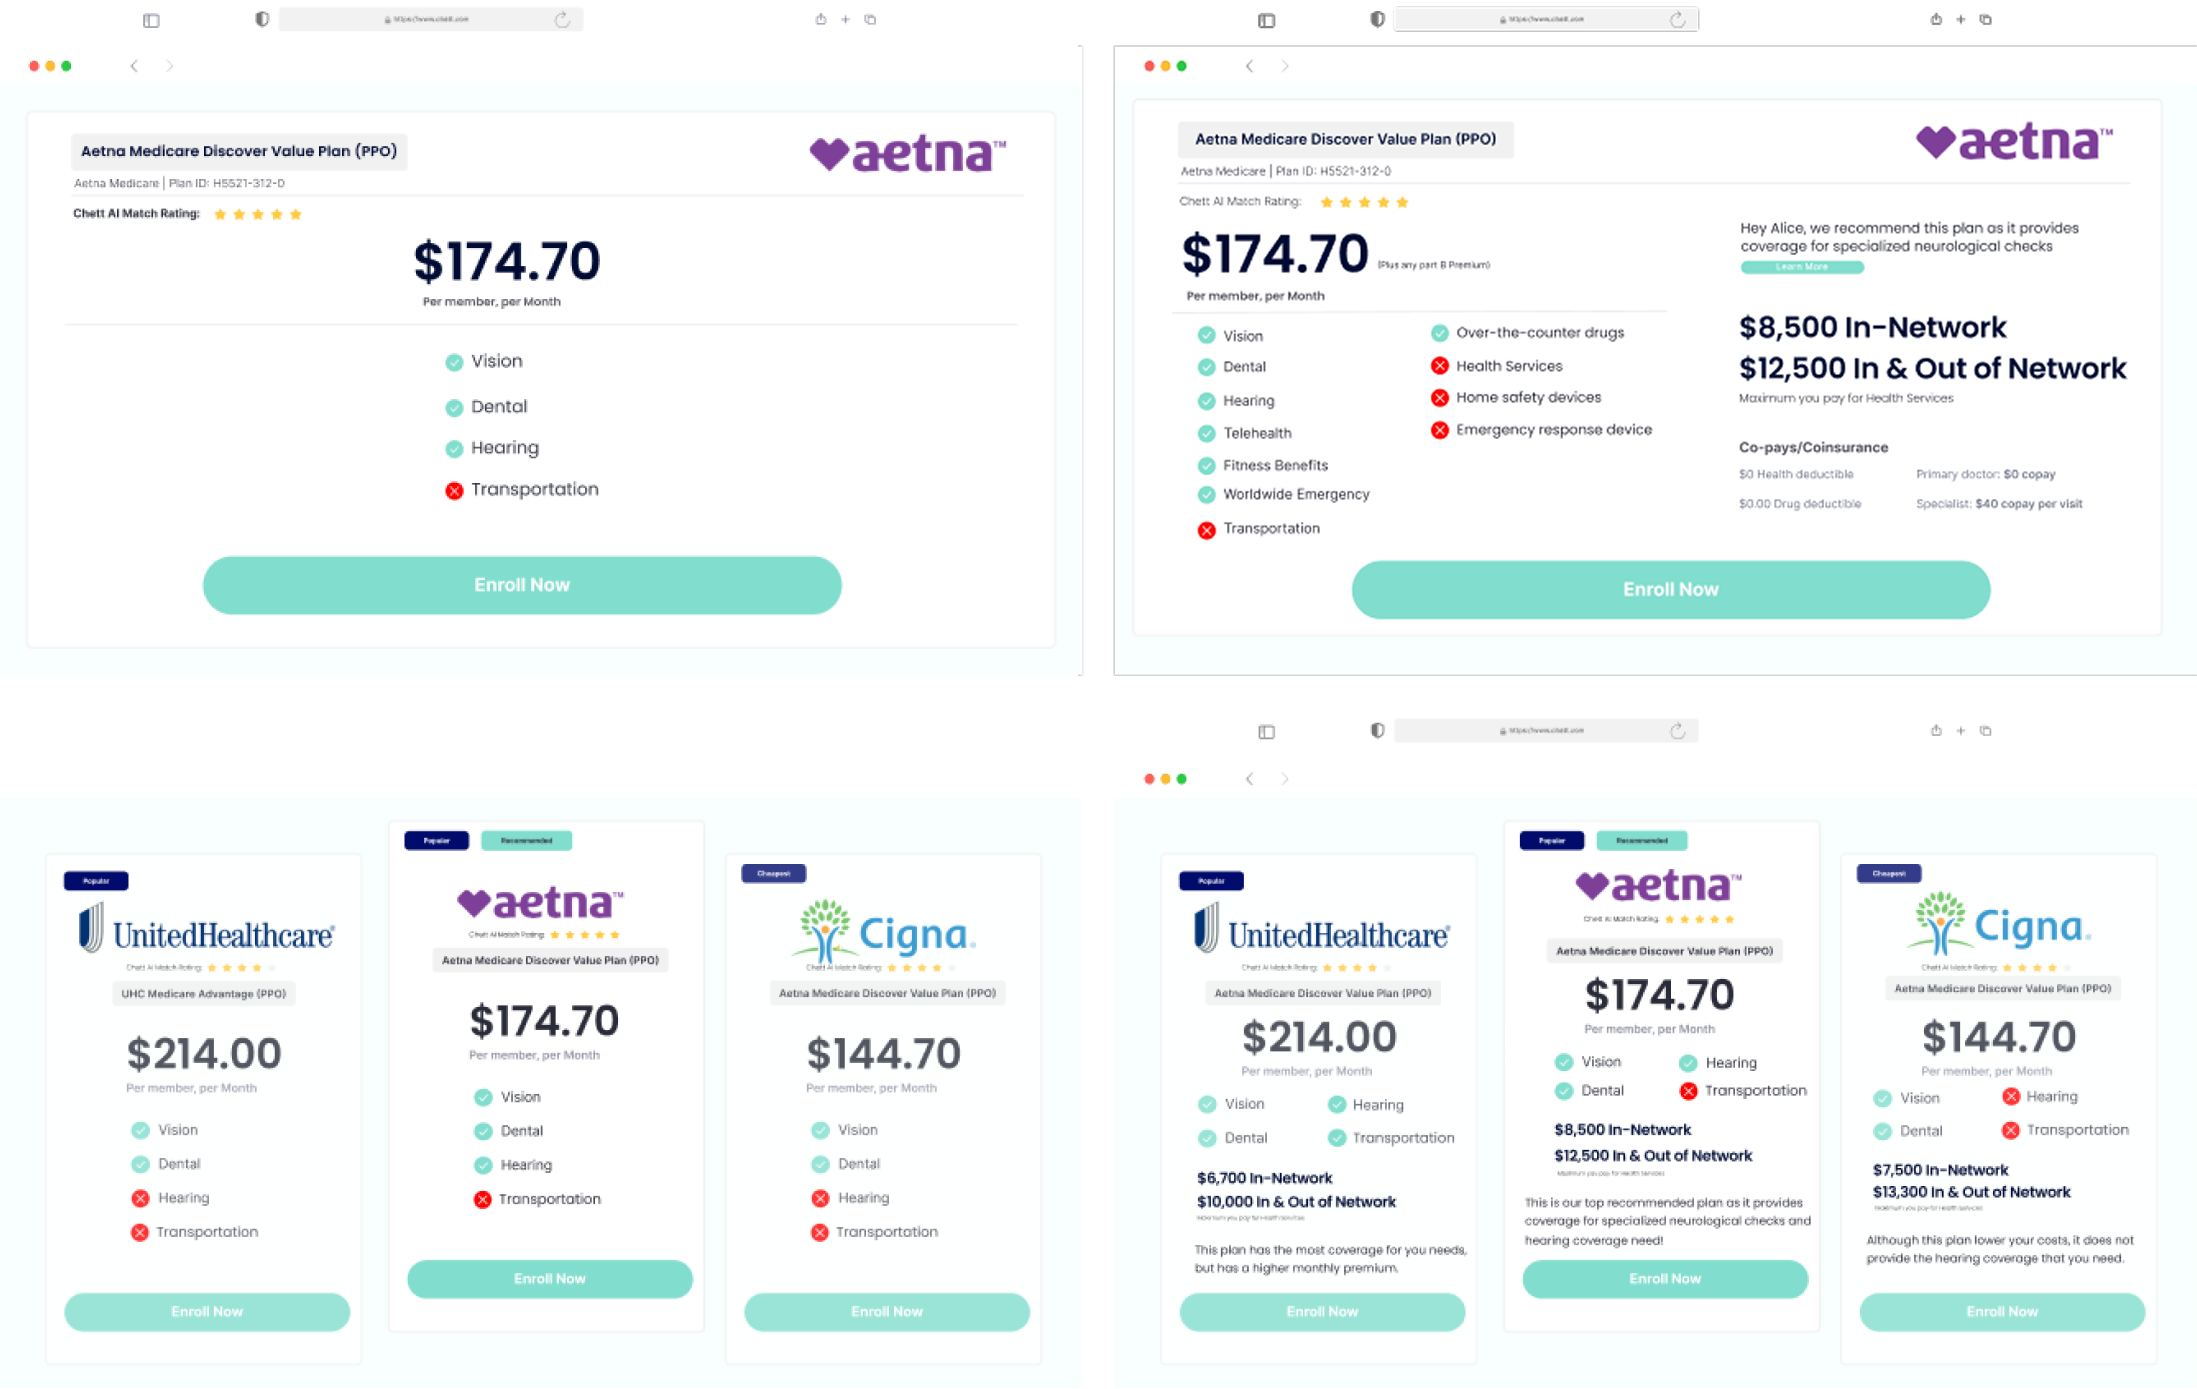 https://www.chett.com
Aetna Medicare Discover Value Plan (PPO)
aetna™
Aetna Medicare | Plan ID: H5521-312-0
Chett AI Match Rating:
$174.70
Per member, per Month
Vision
Dental
Hearing
Transportation
Enroll Now
https://www.chett.com
Aetna Medicare Discover Value Plan (PPO)
aetna™
Aetna Medicare | Plan ID: H5521-312-0
Chett AI Match Rating:
$174.70 (Plus any part B Premium)
Per member, per Month
Vision
Dental
Hearing
Telehealth
Fitness Benefits
Worldwide Emergency
Transportation
Over-the-counter drugs
Health Services
Home safety devices
Emergency response device
Hey Alice, we recommend this plan as it provides
coverage for specialized neurological checks
Learn More
$8,500 In-Network
$12,500 In & Out of Network
Maximum you pay for Health Services
Co-pays/Coinsurance
$0 Health deductible
Primary doctor: $0 copay
$0.00 Drug deductible
Specialist: $40 copay per visit
Enroll Now
Popular
UnitedHealthcare®
Chett AI Match Rating:
UHC Medicare Advantage (PPO)
$214.00
Per member, per Month
Vision
Dental
Hearing
Transportation
Enroll Now
Popular
Recommended
aetna™
Chett AI Match Rating:
Aetna Medicare Discover Value Plan (PPO)
$174.70
Per member, per Month
Vision
Dental
Hearing
Transportation
Enroll Now
Cheapest
Cigna®
Chett AI Match Rating:
Aetna Medicare Discover Value Plan (PPO)
$144.70
Per member, per Month
Vision
Dental
Hearing
Transportation
Enroll Now
https://www.chett.com
Popular
UnitedHealthcare®
Chett AI Match Rating:
Aetna Medicare Discover Value Plan (PPO)
$214.00
Per member, per Month
Vision
Hearing
Dental
Transportation
$6,700 In-Network
$10,000 In & Out of Network
Maximum you pay for Health Services
This plan has the most coverage for you needs,
but has a higher monthly premium.
Enroll Now
Popular
Recommended
aetna™
Chett AI Match Rating:
Aetna Medicare Discover Value Plan (PPO)
$174.70
Per member, per Month
Vision
Hearing
Dental
Transportation
$8,500 In-Network
$12,500 In & Out of Network
Maximum you pay for Health Services
This is our top recommended plan as it provides
coverage for specialized neurological checks and
hearing coverage need!
Enroll Now
Cheapest
Cigna®
Chett AI Match Rating:
Aetna Medicare Discover Value Plan (PPO)
$144.70
Per member, per Month
Vision
Hearing
Dental
Transportation
$7,500 In-Network
$13,300 In & Out of Network
Maximum you pay for Health Services
Although this plan lower your costs, it does not
provide the hearing coverage that you need.
Enroll Now